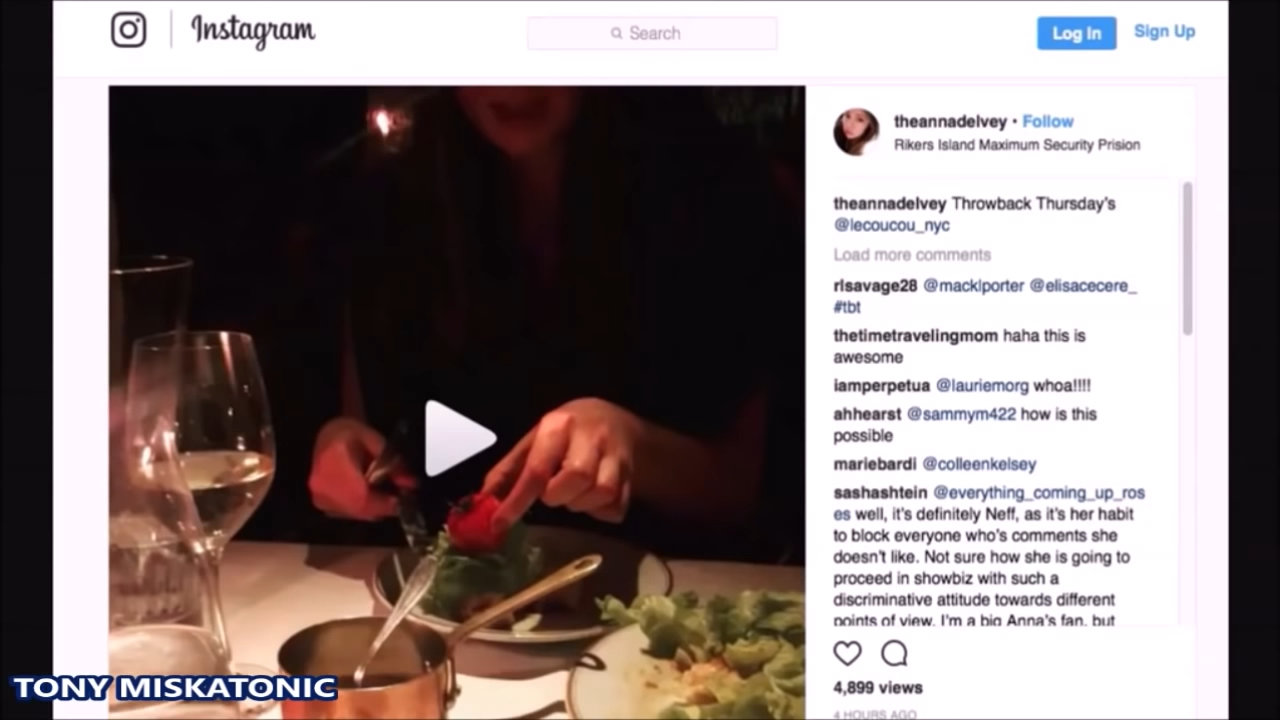 Instagram
Search
Log In
Sign Up
theannadelvey • Follow
Rikers Island Maximum Security Prision
theannadelvey Throwback Thursday's
@lecoucou_nyc
Load more comments
rlsavage28 @macklporter @elisacecere_
#tbt
thetimetravelingmom haha this is
awesome
iamperpetua @lauriemorg whoa!!!!
ahhearst @sammym422 how is this
possible
mariebardi @colleenkelsey
sashashtein @everything_coming_up_ros
es well, it's definitely Neff, as it's her habit
to block everyone who's comments she
doesn't like. Not sure how she is going to
proceed in showbiz with such a
discriminative attitude towards different
points of view. I'm a big Anna's fan, but
4,899 views
4 HOURS AGO
TONY MISKATONIC